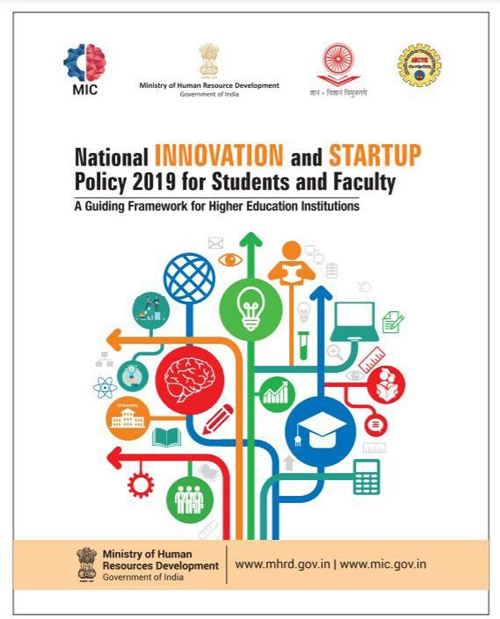 MIC
Ministry of Human Resource Development
Government of India
ज्ञान - विज्ञानं विमुक्तये
AICTE
National INNOVATION and STARTUP
Policy 2019 for Students and Faculty
A Guiding Framework for Higher Education Institutions
University
Ministry of Human
Resources Development
Government of India
www.mhrd.gov.in | www.mic.gov.in